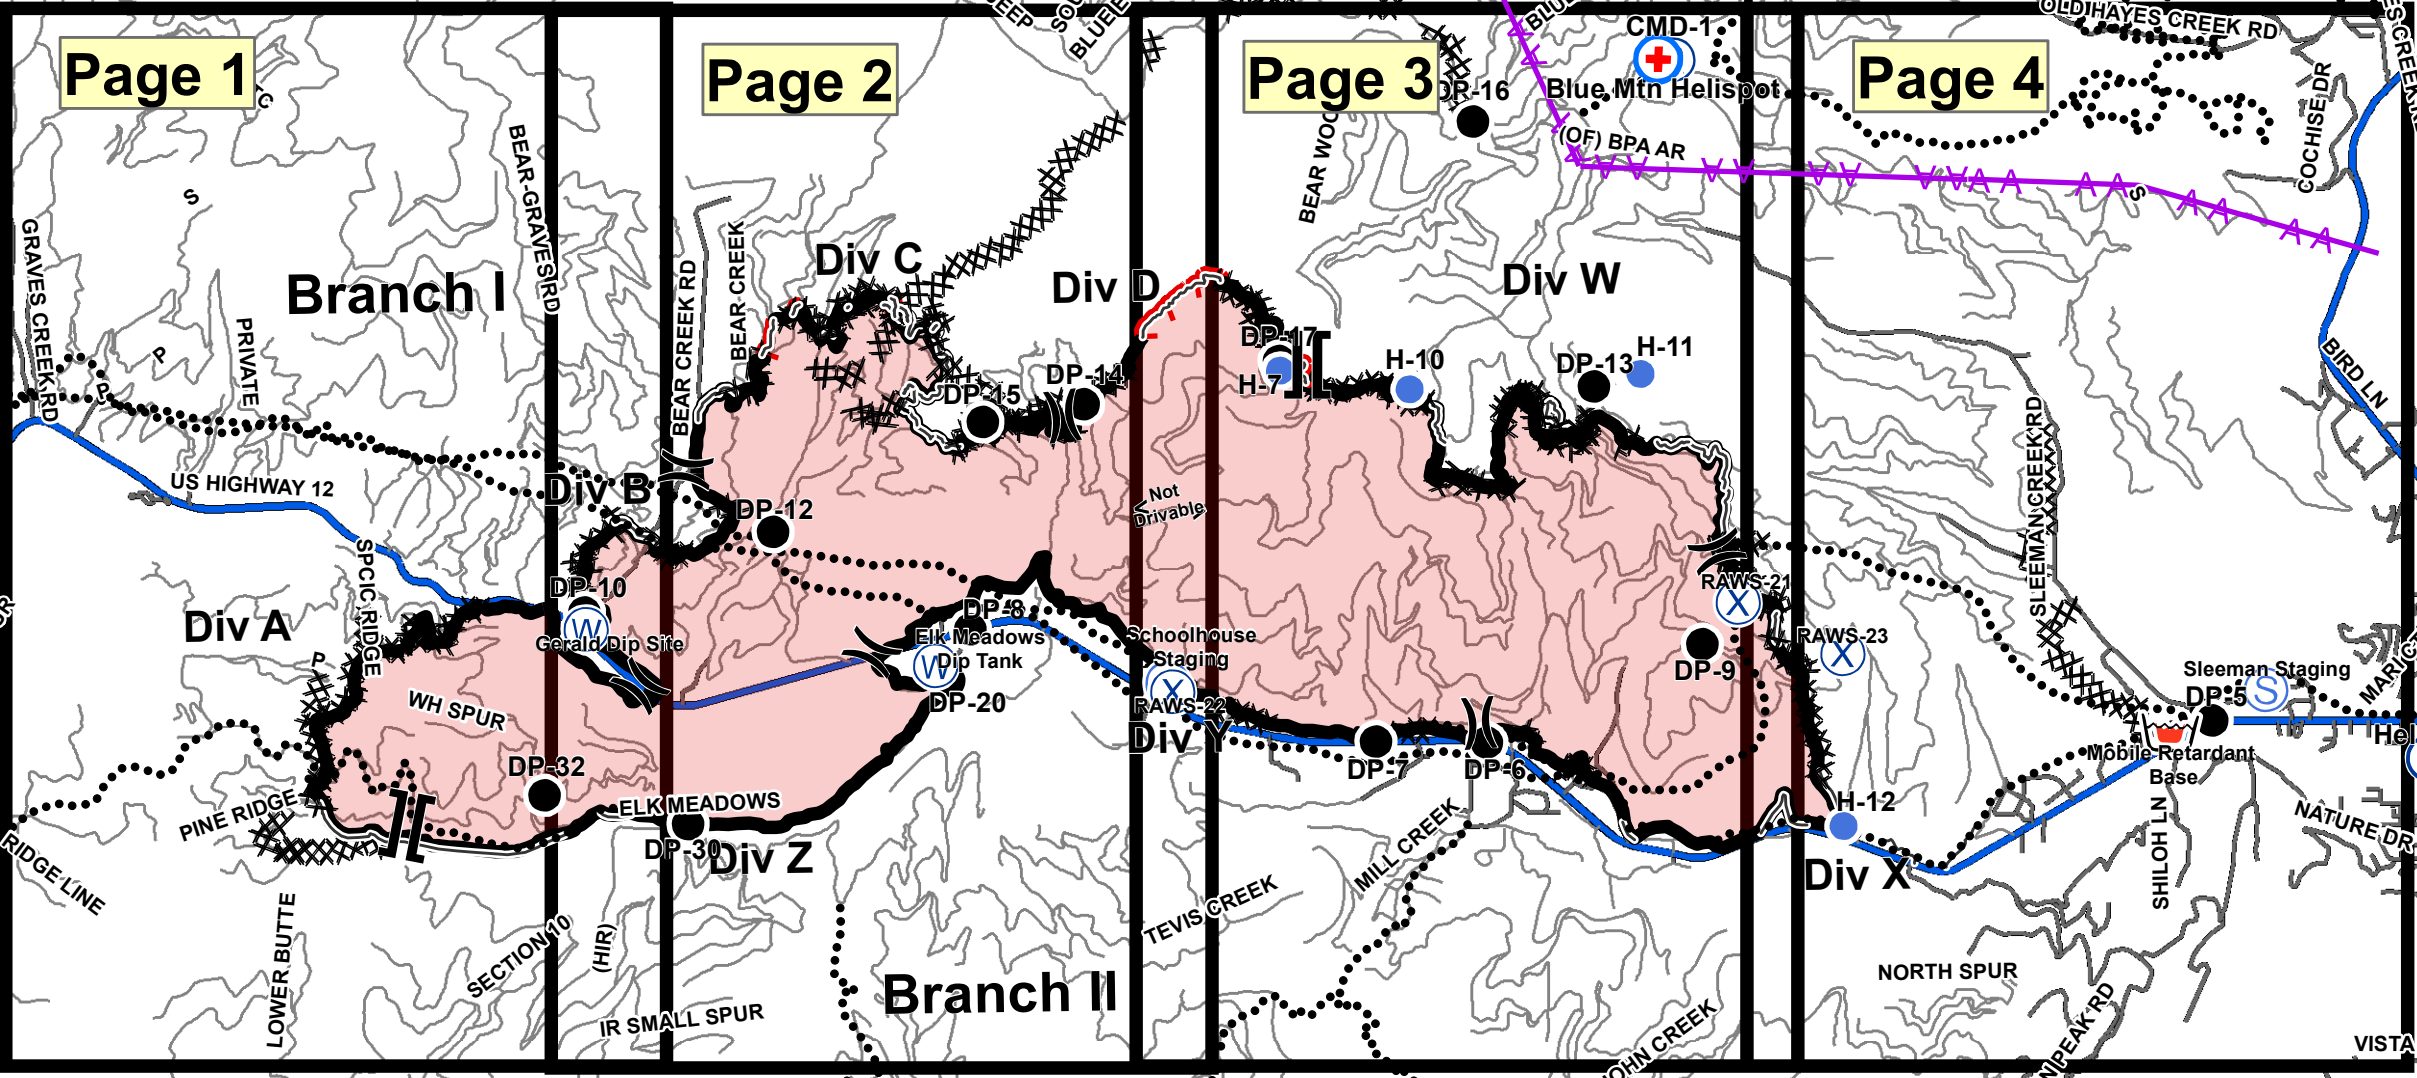 Page 1
Page 2
Page 3
Page 4
CMD-1
Blue Mtn Helispot
DP-16
OLD HAYES CREEK RD
(OF) BPA AR
COCHISE DR
S
S
GRAVES CREEK RD
BEAR-GRAVES RD
Branch I
PRIVATE
P
P
BEAR CREEK RD
BEAR CREEK
Div C
Div D
Div W
DP-17
H-7
H-10
DP-13
H-11
BIRD LN
DP-15
DP-14
SLEEMAN CREEK RD
US HIGHWAY 12
Div B
DP-12
Not
Drivable
SPCIC RIDGE
DP-10
W
Gerald Dip Site
Div A
P
WH SPUR
DP-8
Elk Meadows
Dip Tank
W
DP-20
Schoolhouse
Staging
X
RAWS-22
Div Y
RAWS-21
X
DP-9
RAWS-23
X
Sleeman Staging
S
DP-5
Mobile Retardant
Base
DP-7
DP-6
DP-32
PINE RIDGE
ELK MEADOWS
DP-30
Div Z
H-12
Div X
RIDGE LINE
MILL CREEK
SHILOH LN
NATURE DR
LOWER BUTTE
SECTION 10
(HIR)
IR SMALL SPUR
Branch II
TEVIS CREEK
NORTH SPUR
VISTA